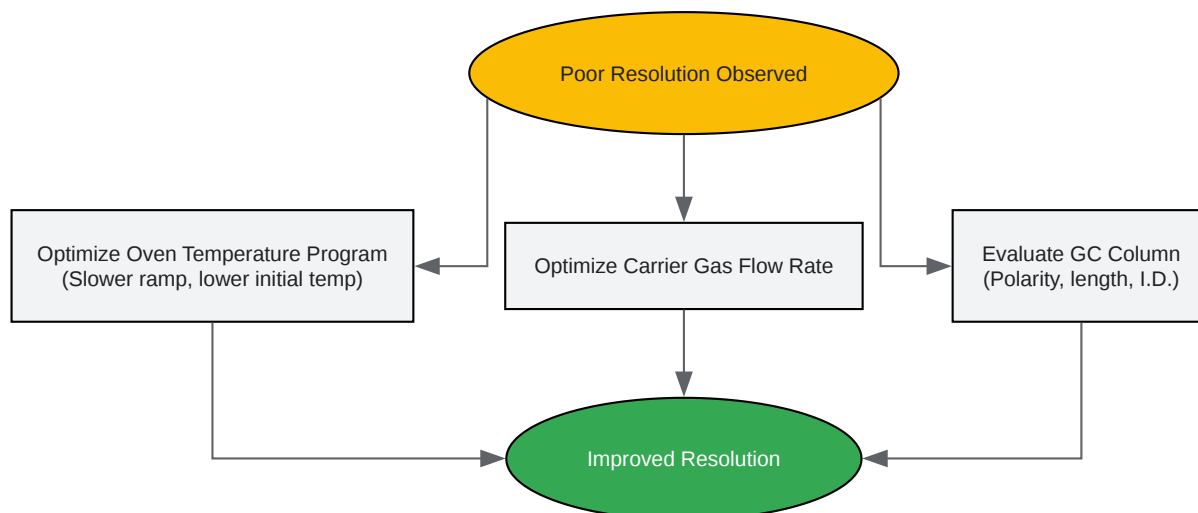 Poor Resolution Observed
Optimize Oven Temperature Program
(Slower ramp, lower initial temp)
Optimize Carrier Gas Flow Rate
Evaluate GC Column
(Polarity, length, I.D.)
Improved Resolution